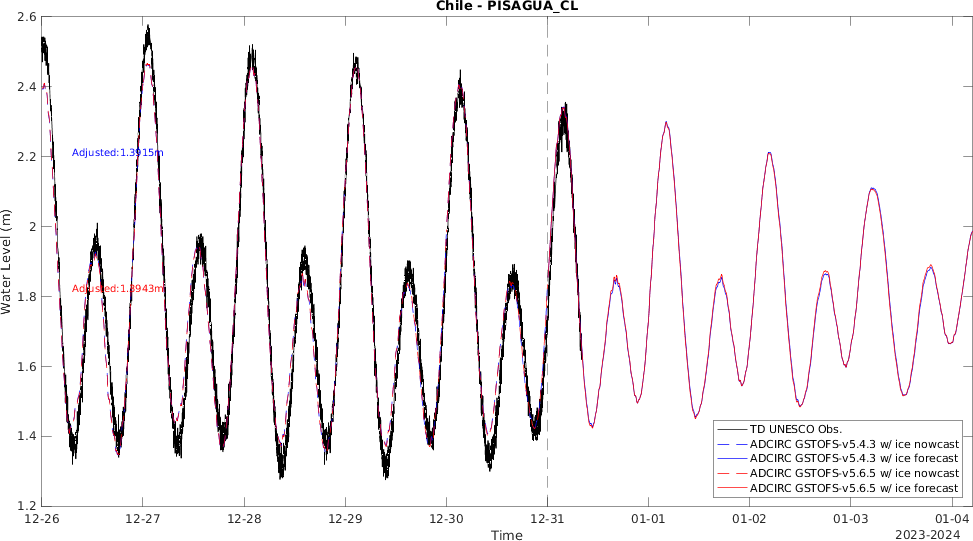 Chile - PISAGUA_CL
2.6
2.4
2.2
2
1.8
1.6
1.4
1.2
Water Level (m)
Adjusted:1.3915m
Adjusted:1.3943m
TD UNESCO Obs.
ADCIRC GSTOFS-v5.4.3 w/ ice nowcast
ADCIRC GSTOFS-v5.4.3 w/ ice forecast
ADCIRC GSTOFS-v5.6.5 w/ ice nowcast
ADCIRC GSTOFS-v5.6.5 w/ ice forecast
12-26 12-27 12-28 12-29 12-30 12-31 01-01 01-02 01-03 01-04
Time
2023-2024